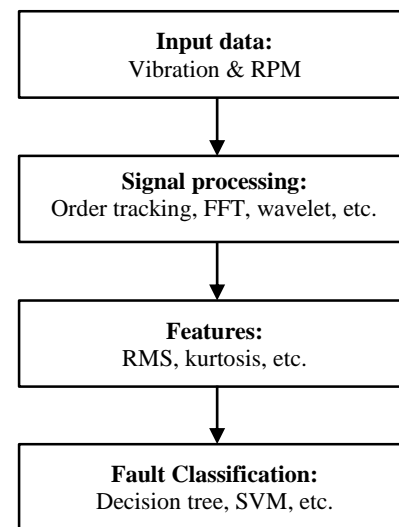 Input data:
Vibration & RPM
Signal processing:
Order tracking, FFT, wavelet, etc.
Features:
RMS, kurtosis, etc.
Fault Classification:
Decision tree, SVM, etc.